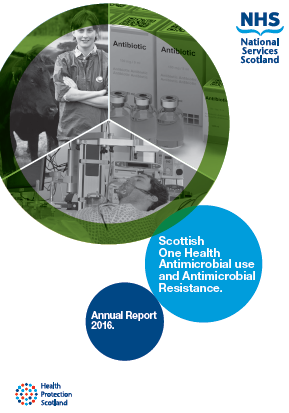 NHS
National
Services
Scotland
Antibiotic
Antibiotic
Scottish
One Health
Antimicrobial use
and Antimicrobial
Resistance.
Annual Report
2016.
Health
Protection
Scotland